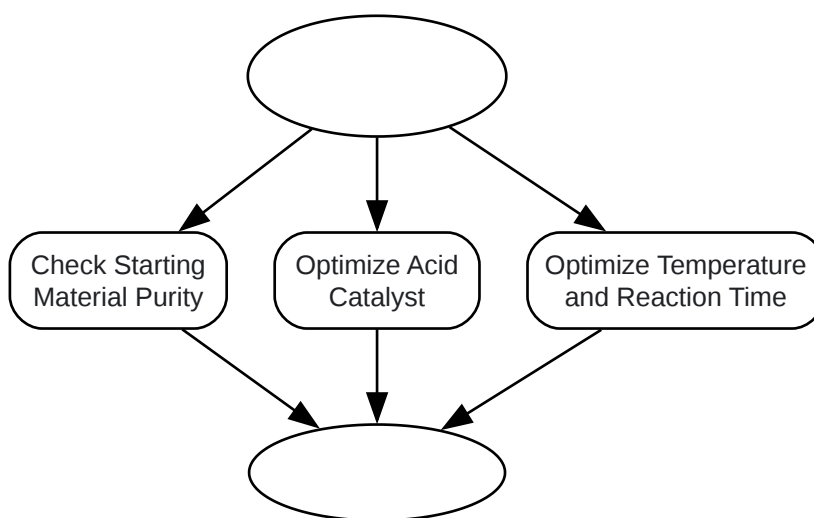 Check Starting
Material Purity
Optimize Acid
Catalyst
Optimize Temperature
and Reaction Time